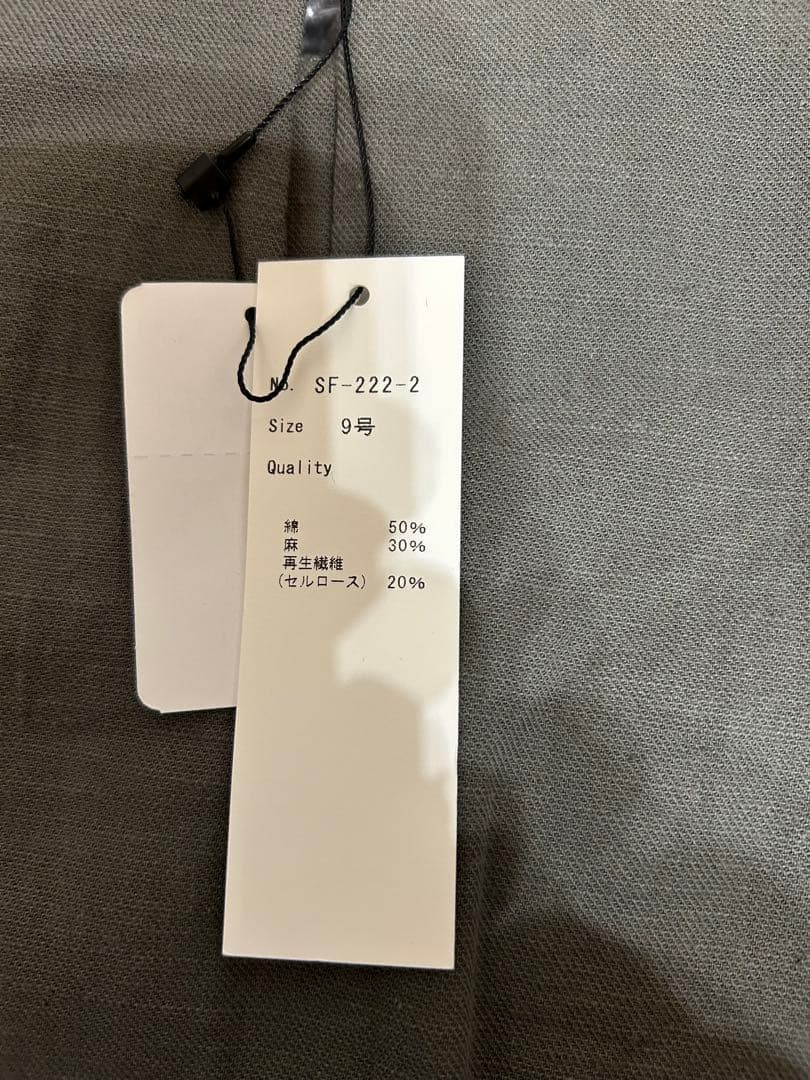 No. SF-222-2
Size 9号
Quality
綿 50%
麻 30%
再生繊維
(セルロース) 20%